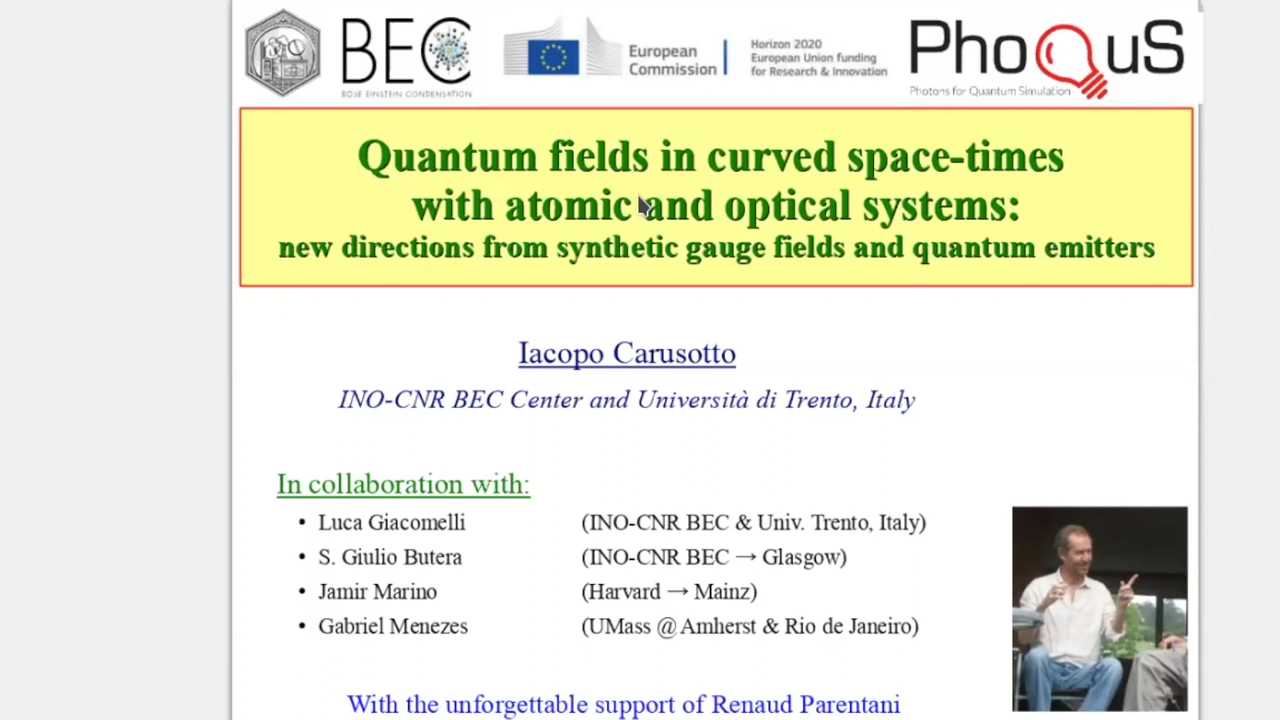 BEC
BOSE EINSTEIN CONDENSATION
European
Commission
Horizon 2020
European Union funding
for Research & Innovation
PhoQuS
Photons for Quantum Simulation
Quantum fields in curved space-times
with atomic and optical systems:
new directions from synthetic gauge fields and quantum emitters
Iacopo Carusotto
INO-CNR BEC Center and Università di Trento, Italy
In collaboration with:
• Luca Giacomelli (INO-CNR BEC & Univ. Trento, Italy)
• S. Giulio Butera (INO-CNR BEC → Glasgow)
• Jamir Marino (Harvard → Mainz)
• Gabriel Menezes (UMass @ Amherst & Rio de Janeiro)
With the unforgettable support of Renaud Parentani